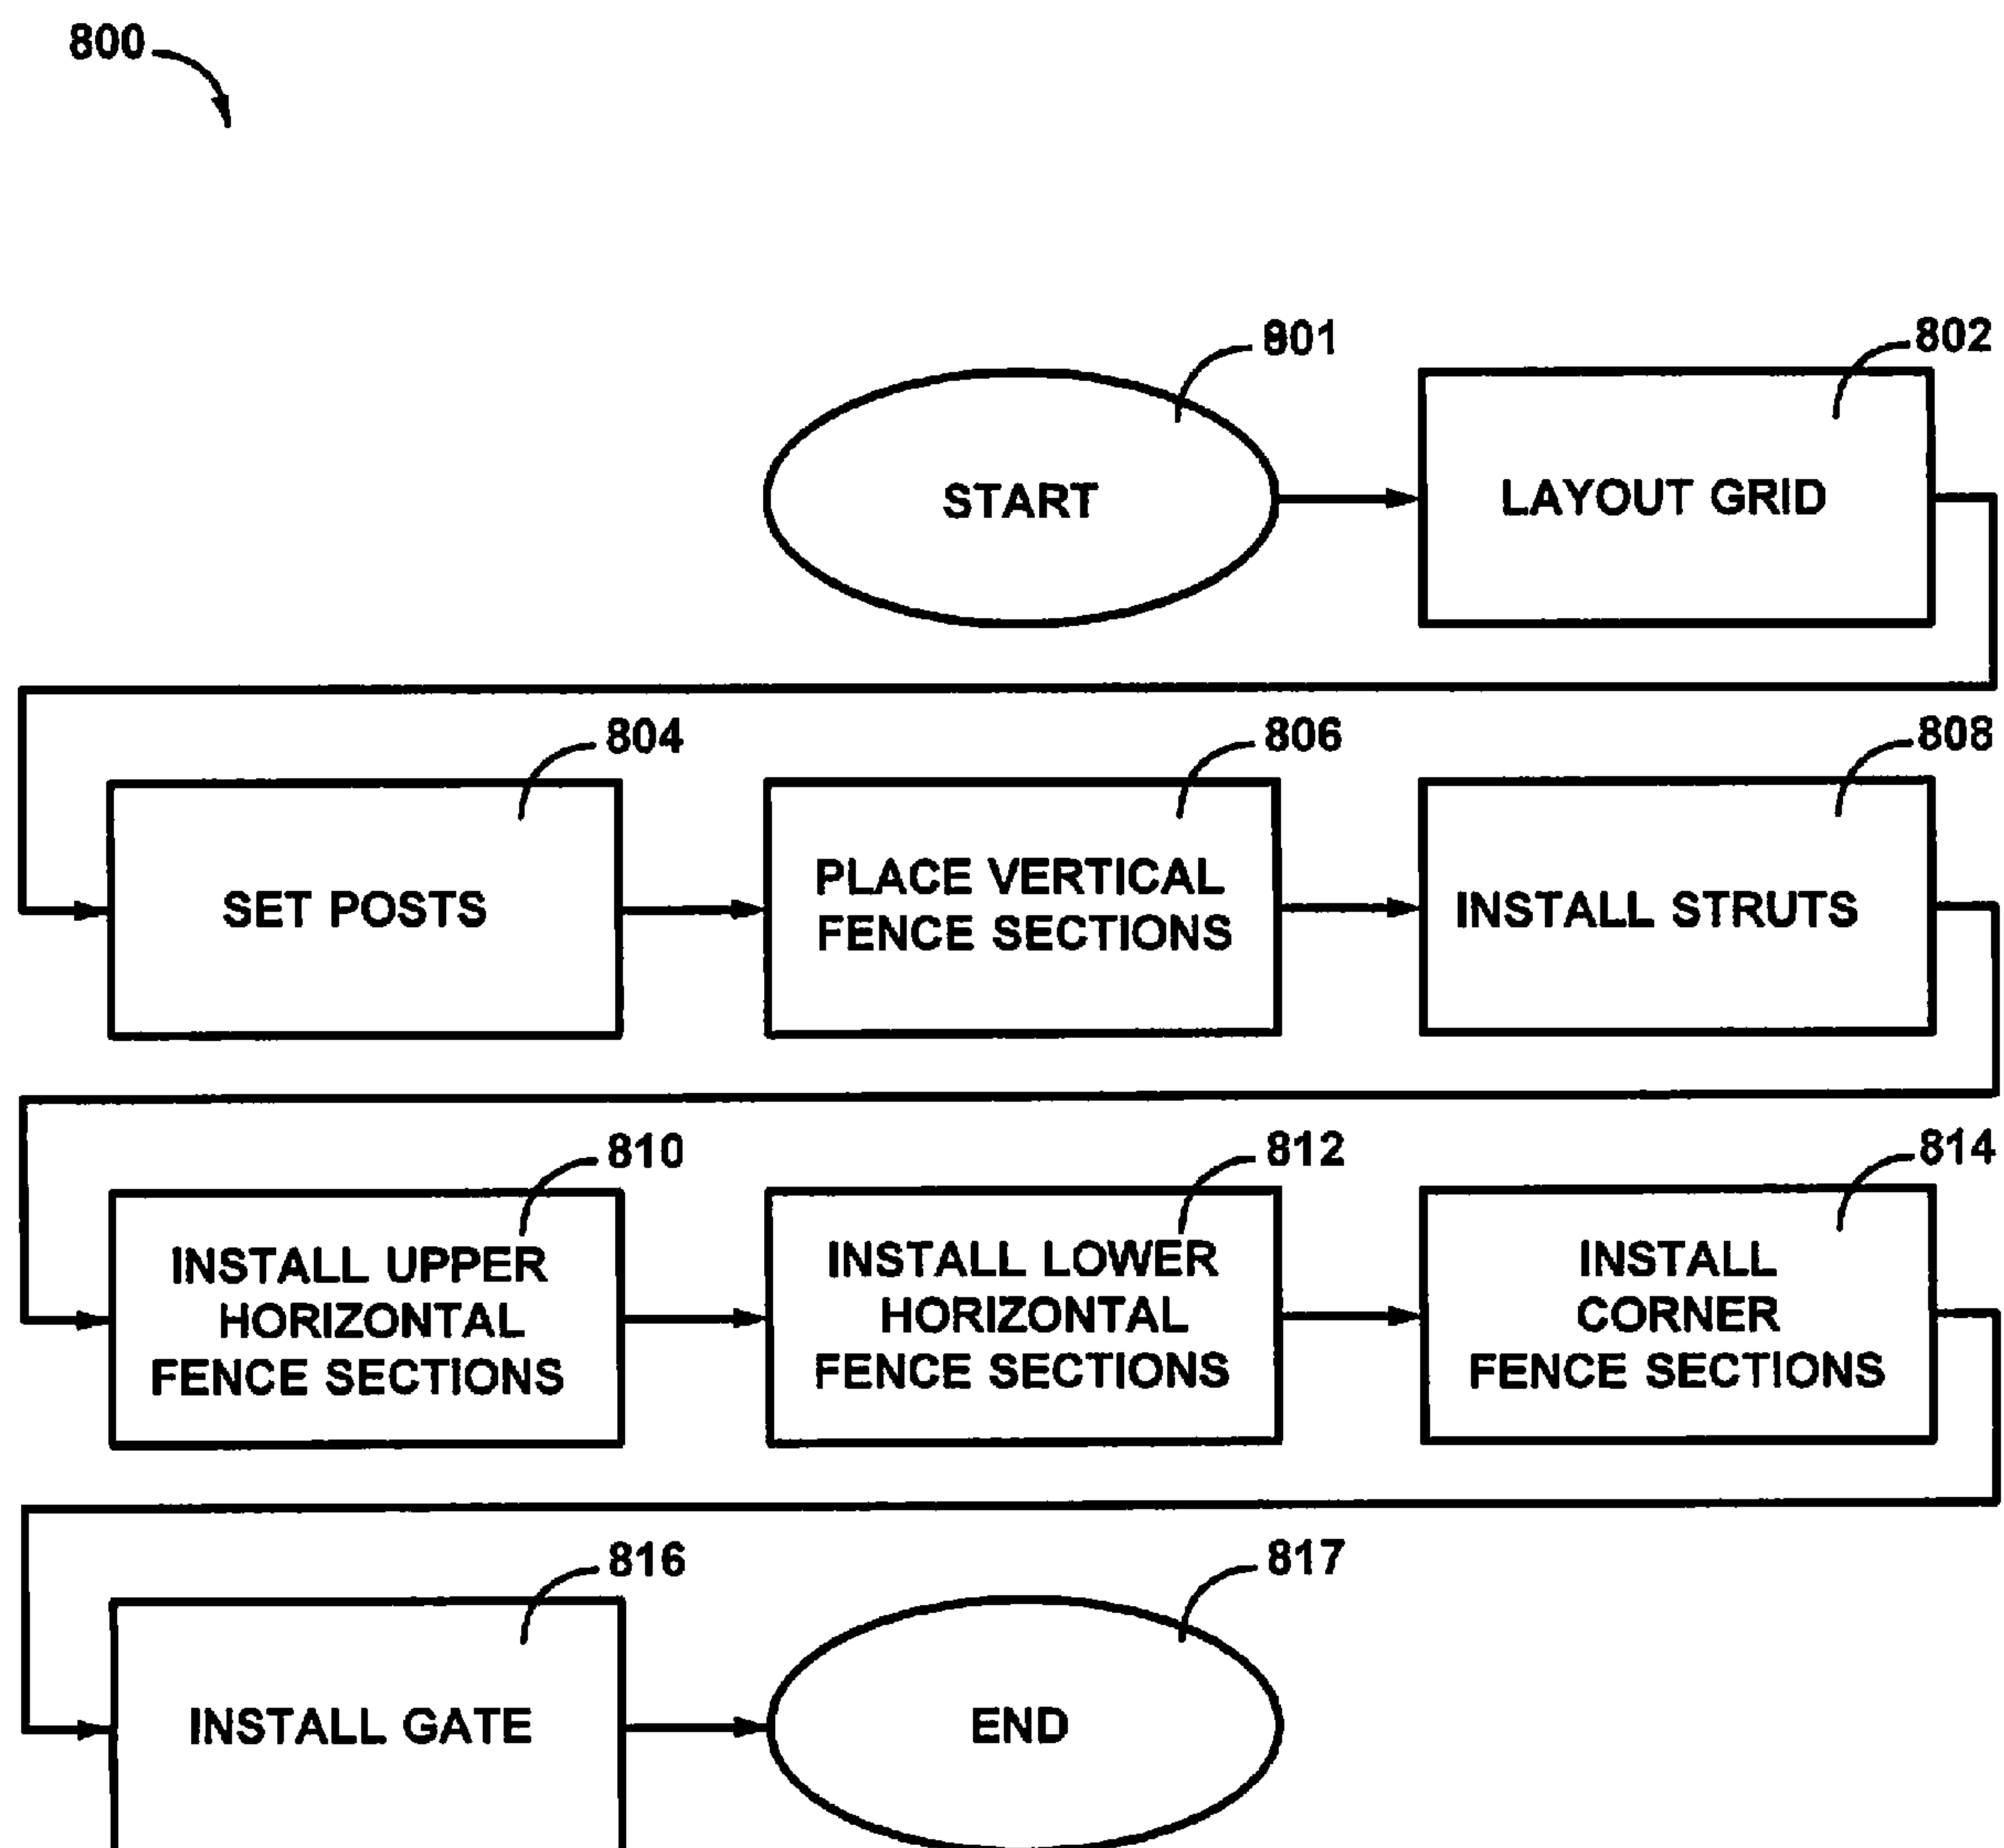 800
801
802
START
LAYOUT GRID
804
806
808
SET POSTS
PLACE VERTICAL
FENCE SECTIONS
INSTALL STRUTS
810
812
814
INSTALL UPPER
HORIZONTAL
FENCE SECTIONS
INSTALL LOWER
HORIZONTAL
FENCE SECTIONS
INSTALL
CORNER
FENCE SECTIONS
816
817
INSTALL GATE
END